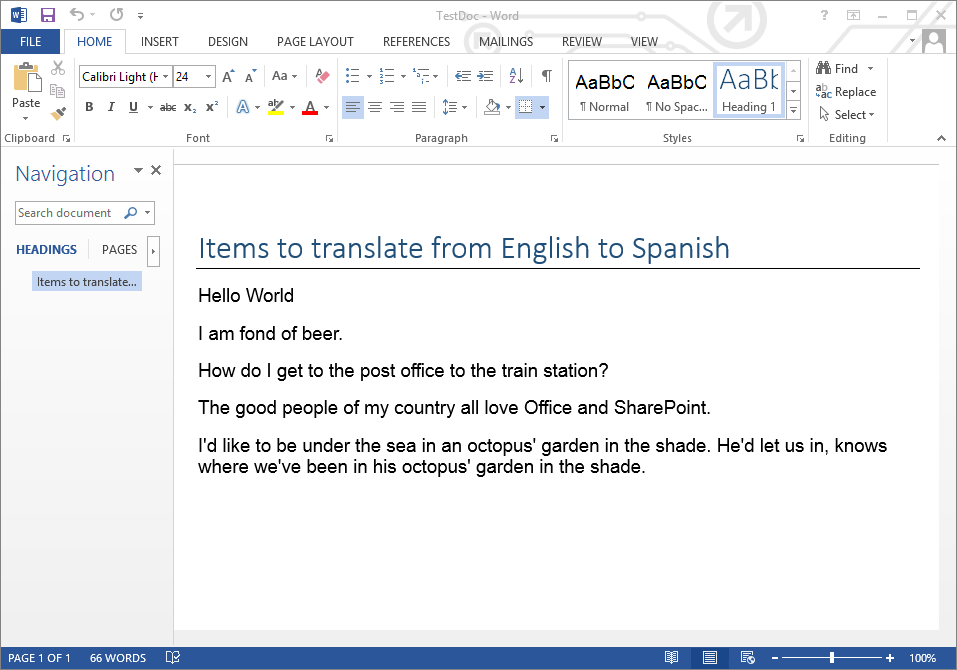 TestDoc - Word
?
FILE HOME INSERT DESIGN PAGE LAYOUT REFERENCES MAILINGS REVIEW VIEW
Calibri Light (H 24 A A Aa A
A Z ¶
AaBbC AaBbC AaBb
Find
Paste
¶ Normal ¶ No Spac... Heading 1
Replace
B I U abc x₂ x² A ab A
Select
Clipboard Font Paragraph Styles Editing
Navigation
Search document
HEADINGS PAGES
Items to translate...
Items to translate from English to Spanish
Hello World
I am fond of beer.
How do I get to the post office to the train station?
The good people of my country all love Office and SharePoint.
I'd like to be under the sea in an octopus' garden in the shade. He'd let us in, knows
where we've been in his octopus' garden in the shade.
PAGE 1 OF 1 66 WORDS 100%